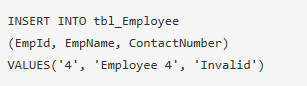 INSERT INTO tbl_Employee
(EmpId, EmpName, ContactNumber)
VALUES('4', 'Employee 4', 'Invalid')